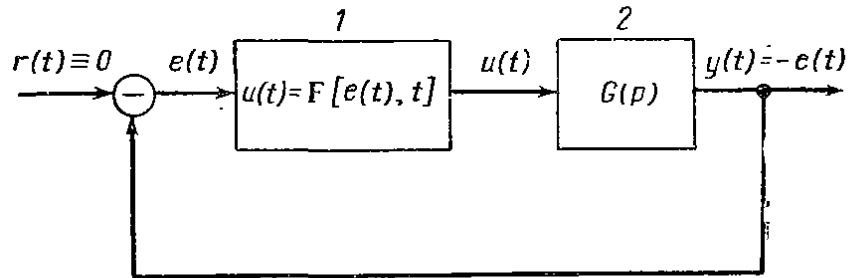 1
2
r(t)≡0
e(t)
u(t)=F[e(t),t]
u(t)
G(p)
y(t)=-e(t)
−